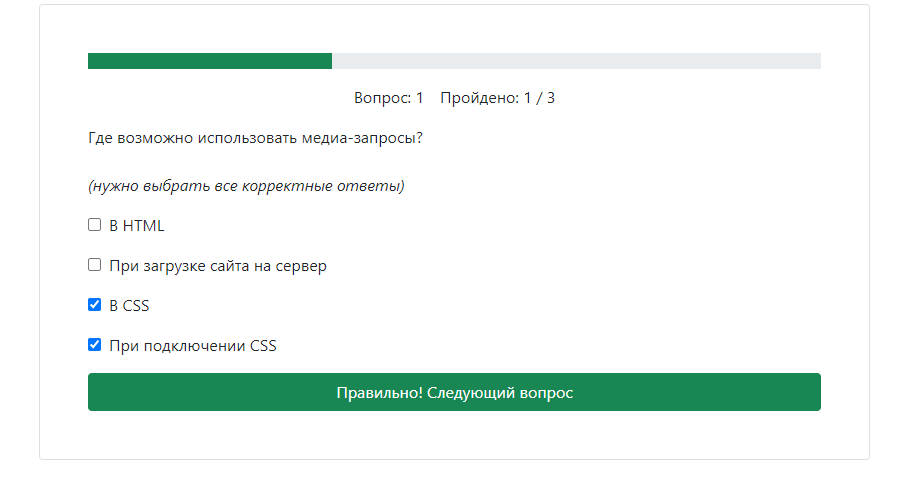 Вопрос: 1 Пройдено: 1 / 3
Где возможно использовать медиа-запросы?
(нужно выбрать все корректные ответы)
В HTML
При загрузке сайта на сервер
В CSS
При подключении CSS
Правильно! Следующий вопрос